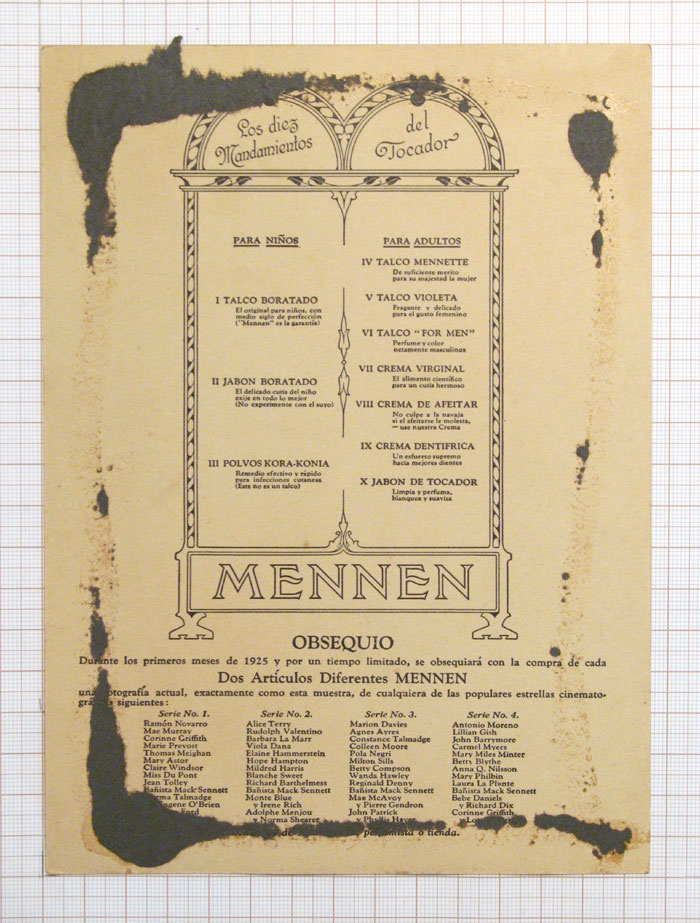 Los diez
Mandamientos
del
Tocador
PARA NIÑOS
I TALCO BORATADO
El original para niños, con
medio siglo de perfección
("Mennen" es la garantía)
II JABON BORATADO
El delicado cutis del niño
exije en todo lo mejor
(No experimente con el suyo)
III POLVOS KORA-KONIA
Remedio efectivo y rápido
para infecciones cutaneas
(Este no es un talco)
PARA ADULTOS
IV TALCO MENNETTE
De suficiente merito
para su majestad la mujer
V TALCO VIOLETA
Fragante y delicado
para el gusto femenino
VI TALCO "FOR MEN"
Perfume y color
netamente masculinos
VII CREMA VIRGINAL
El alimento científico
para un cutis hermoso
VIII CREMA DE AFEITAR
No culpe a la navaja
si el afeitarse le molesta,
—use nuestra Crema
IX CREMA DENTIFRICA
Un esfuerzo supremo
hacia mejores dientes
X JABON DE TOCADOR
Limpia y perfuma,
blanquea y suaviza
MENNEN
OBSEQUIO
Durante los primeros meses de 1925 y por un tiempo limitado, se obsequiará con la compra de cada
Dos Artículos Diferentes MENNEN
una fotografía actual, exactamente como esta muestra, de cualquiera de las populares estrellas cinemato-
gráficas siguientes:
Serie No. 1.
Ramón Novarro
Mae Murray
Corinne Griffith
Marie Prevost
Thomas Meighan
Mary Astor
Claire Windsor
Miss Du Pont
Jean Tolley
Bañista Mack Sennett
Norma Talmadge
y Eugene O'Brien
Ford
Serie No. 2.
Alice Terry
Rudolph Valentino
Barbara La Marr
Viola Dana
Elaine Hammerstein
Hope Hampton
Mildred Harris
Blanche Sweet
Richard Barthelmess
Bañista Mack Sennett
Monte Blue
y Irene Rich
Adolphe Menjou
y Norma Shearer
Serie No. 3.
Marion Davies
Agnes Ayres
Constance Talmadge
Colleen Moore
Pola Negri
Milton Sills
Betty Compson
Wanda Hawley
Reginald Denny
Bañista Mack Sennett
Mae McAvoy
y Pierre Gendron
John Patrick
y Phyllis Haver
Serie No. 4.
Antonio Moreno
Lillian Gish
John Barrymore
Carmel Myers
Mary Miles Minter
Betty Blythe
Anna Q. Nilsson
Mary Philbin
Laura La Plante
Bañista Mack Sennett
Bebe Daniels
y Richard Dix
Corinne Griffith
o tienda.